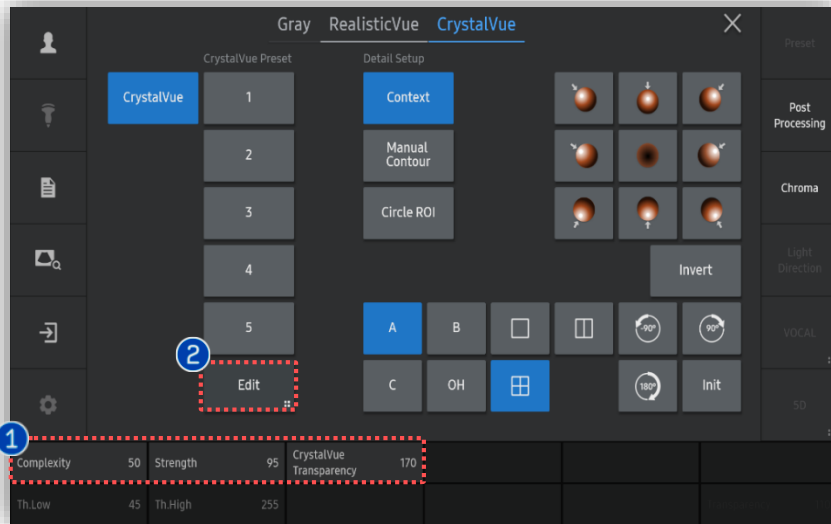 Gray RealisticVue CrystalVue
Preset
CrystalVue Preset Detail Setup
CrystalVue 1 Context
Post
Processing
2 Manual
Contour
Chroma
3 Circle ROI
4 Invert
Light
Direction
5 A B -90° 90°
VOCAL
2
Edit C OH 180° Init
SD
1
Complexity 50 Strength 95 CrystalVue
Transparency 170
Th.Low 45 Th.High 255